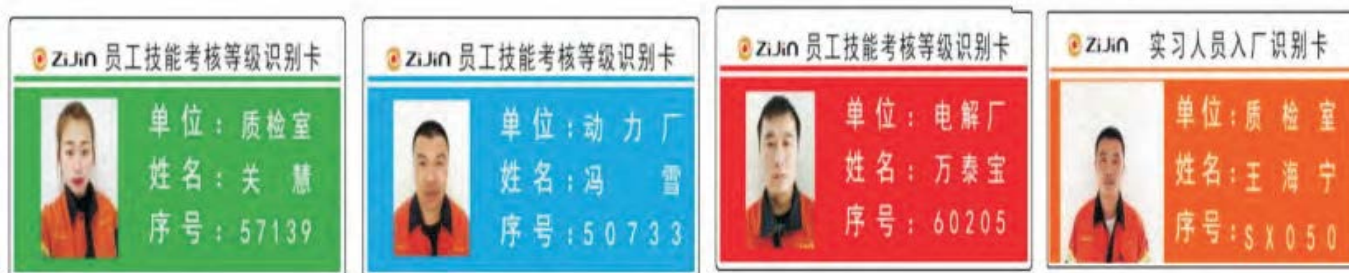 ZiJin 员工技能考核等级识别卡
单位：质检室
姓名：关 慧
序号：57139
ZiJin 员工技能考核等级识别卡
单位：动力厂
姓名：冯 雪
序号：50733
ZiJin 员工技能考核等级识别卡
单位：电解厂
姓名：万泰宝
序号：60205
ZiJin 实习人员入厂识别卡
单位：质检室
姓名：王海宁
序号：SX050